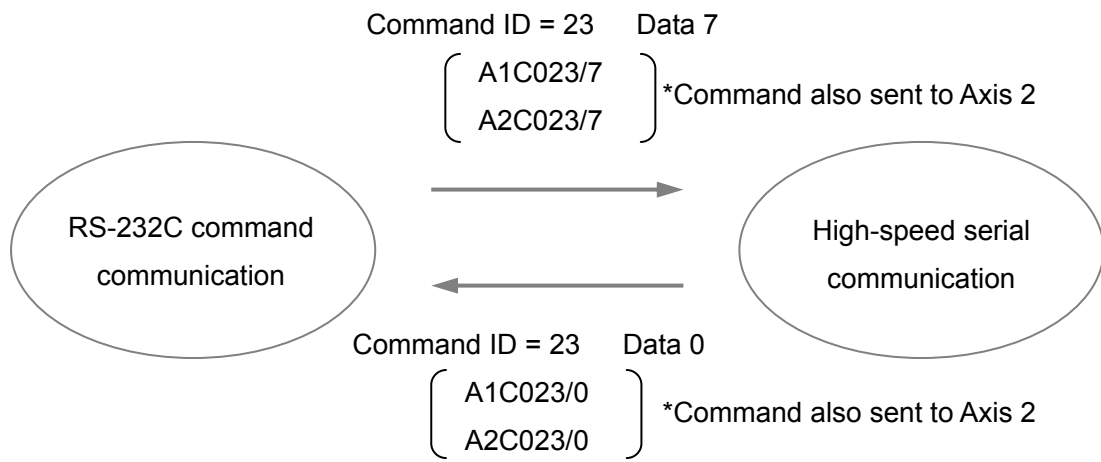 Command ID = 23 Data 7
A1C023/7
A2C023/7
*Command also sent to Axis 2
RS-232C command
communication
High-speed serial
communication
Command ID = 23 Data 0
A1C023/0
A2C023/0
*Command also sent to Axis 2